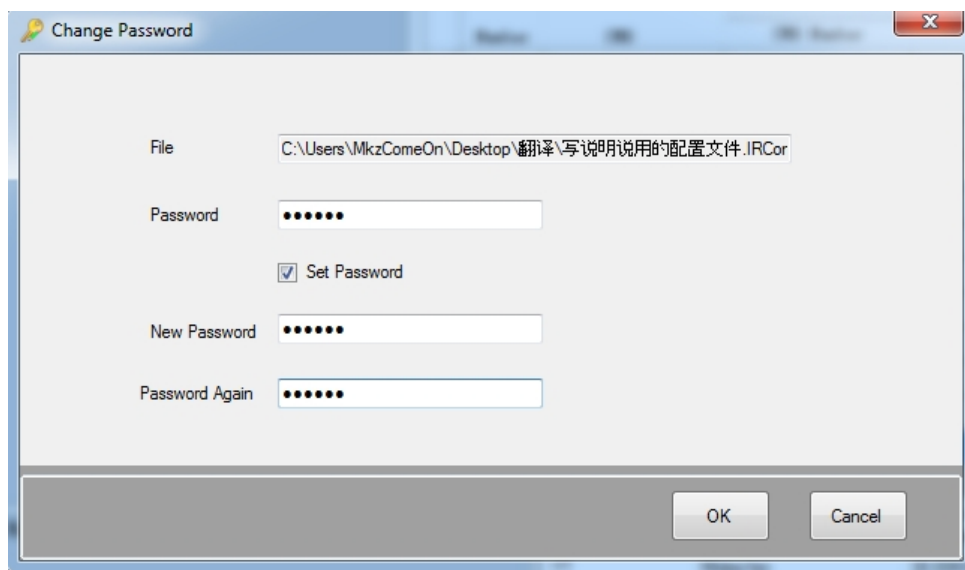 Change Password
File
C:\Users\MkzComeOn\Desktop\翻译\写说明说用的配置文件.IRCor
Password
••••••
Set Password
New Password
••••••
Password Again
••••••
OK
Cancel